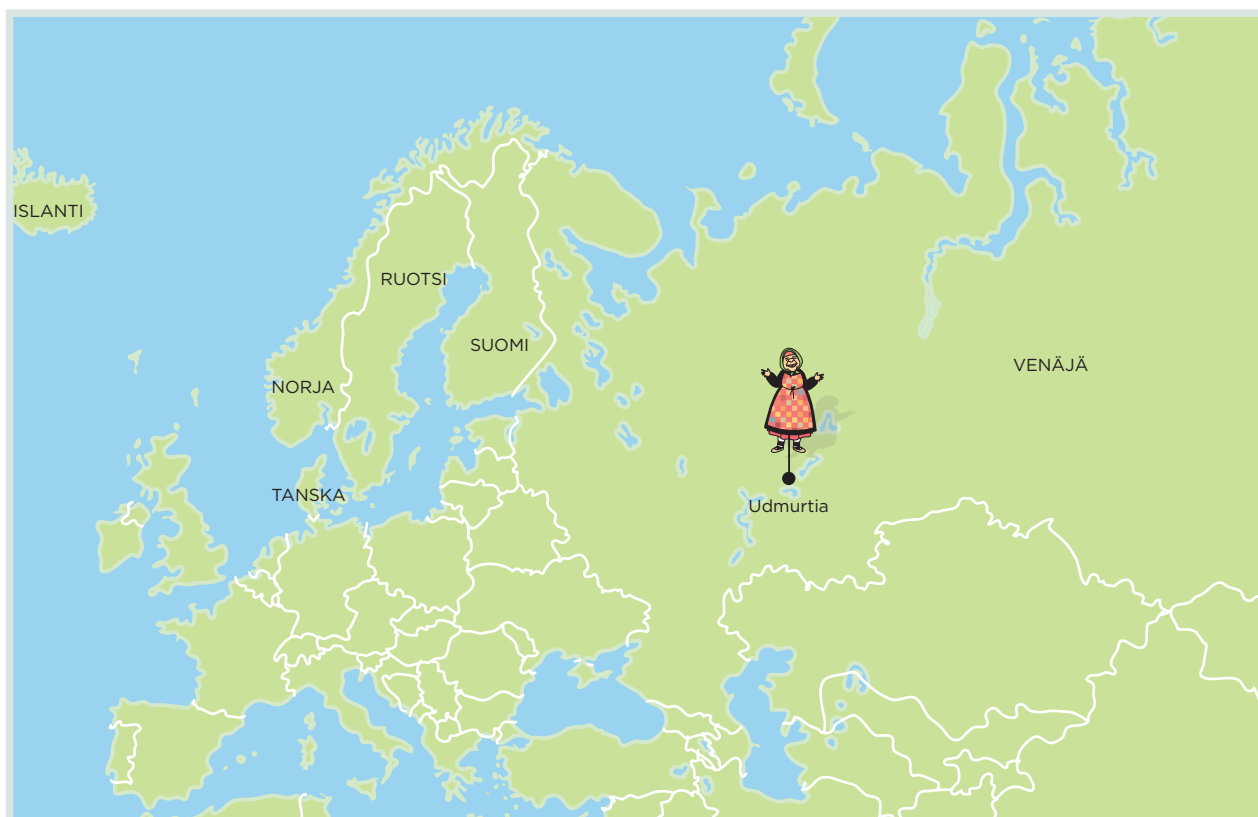 ISLANTI
RUOTSI
SUOMI
VENÄJÄ
NORJA
TANSKA
Udmurtia